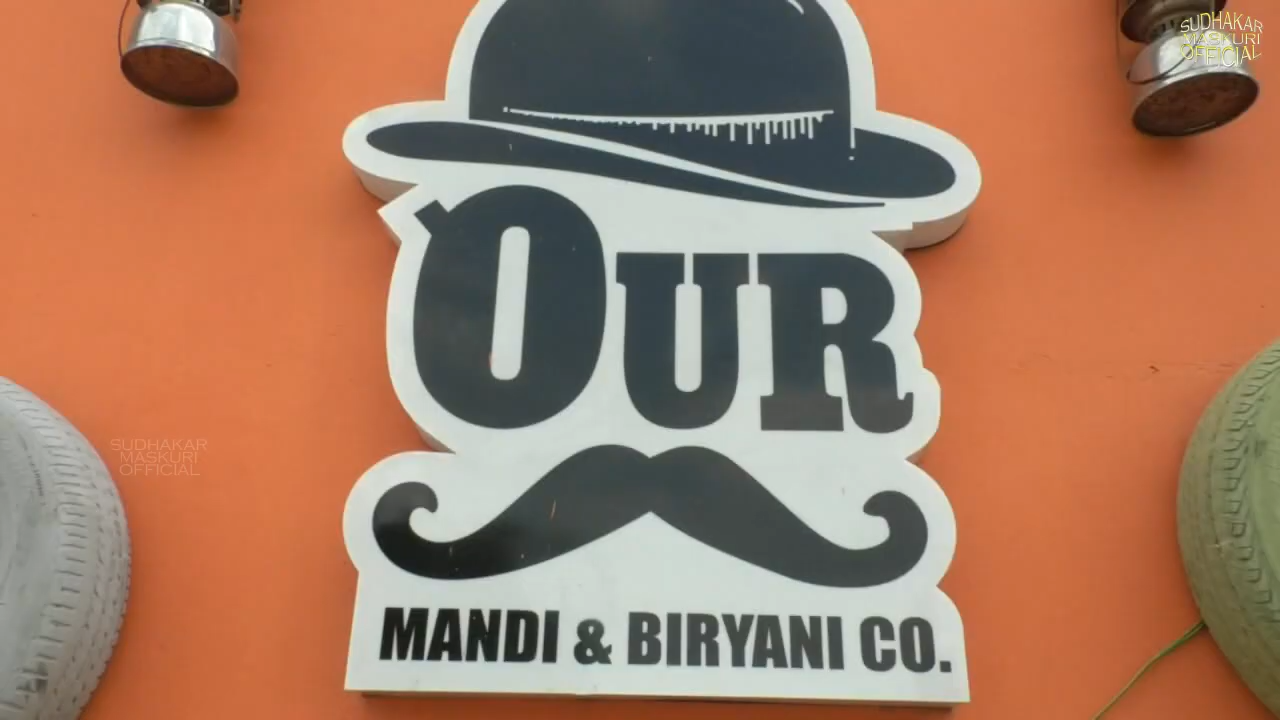 SUDHAKAR
MASKURI
OFFICIAL
OUR
SUDHAKAR
MASKURI
OFFICIAL
MANDI & BIRYANI CO.